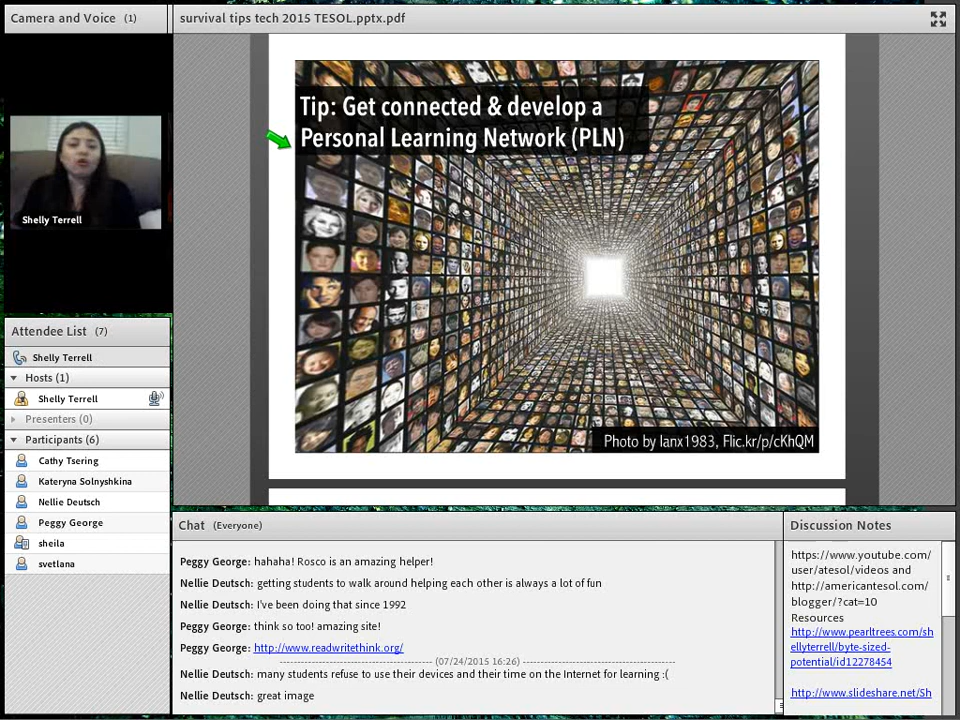 Camera and Voice (1)
Shelly Terrell
survival tips tech 2015 TESOL.pptx.pdf
Tip: Get connected & develop a
Personal Learning Network (PLN)
Photo by lanx1983, Flic.kr/p/cKhQM
Attendee List (7)
Shelly Terrell
Hosts (1)
Shelly Terrell
Presenters (0)
Participants (6)
Cathy Tsering
Kateryna Solnyshkina
Nellie Deutsch
Peggy George
sheila
svetlana
Chat (Everyone)
Peggy George: hahaha! Rosco is an amazing helper!
Nellie Deutsch: getting students to walk around helping each other is always a lot of fun
Nellie Deutsch: I've been doing that since 1992
Peggy George: think so too! amazing site!
Peggy George: http://www.readwritethink.org/
(07/24/2015 16:26)
Nellie Deutsch: many students refuse to use their devices and their time on the Internet for learning :(
Nellie Deutsch: great image
Discussion Notes
https://www.youtube.com/
user/atesol/videos and
http://americantesol.com/
blogger/?cat=10
Resources
http://www.pearltrees.com/sh
ellyterrell/byte-sized-
potential/id12278454
http://www.slideshare.net/Sh